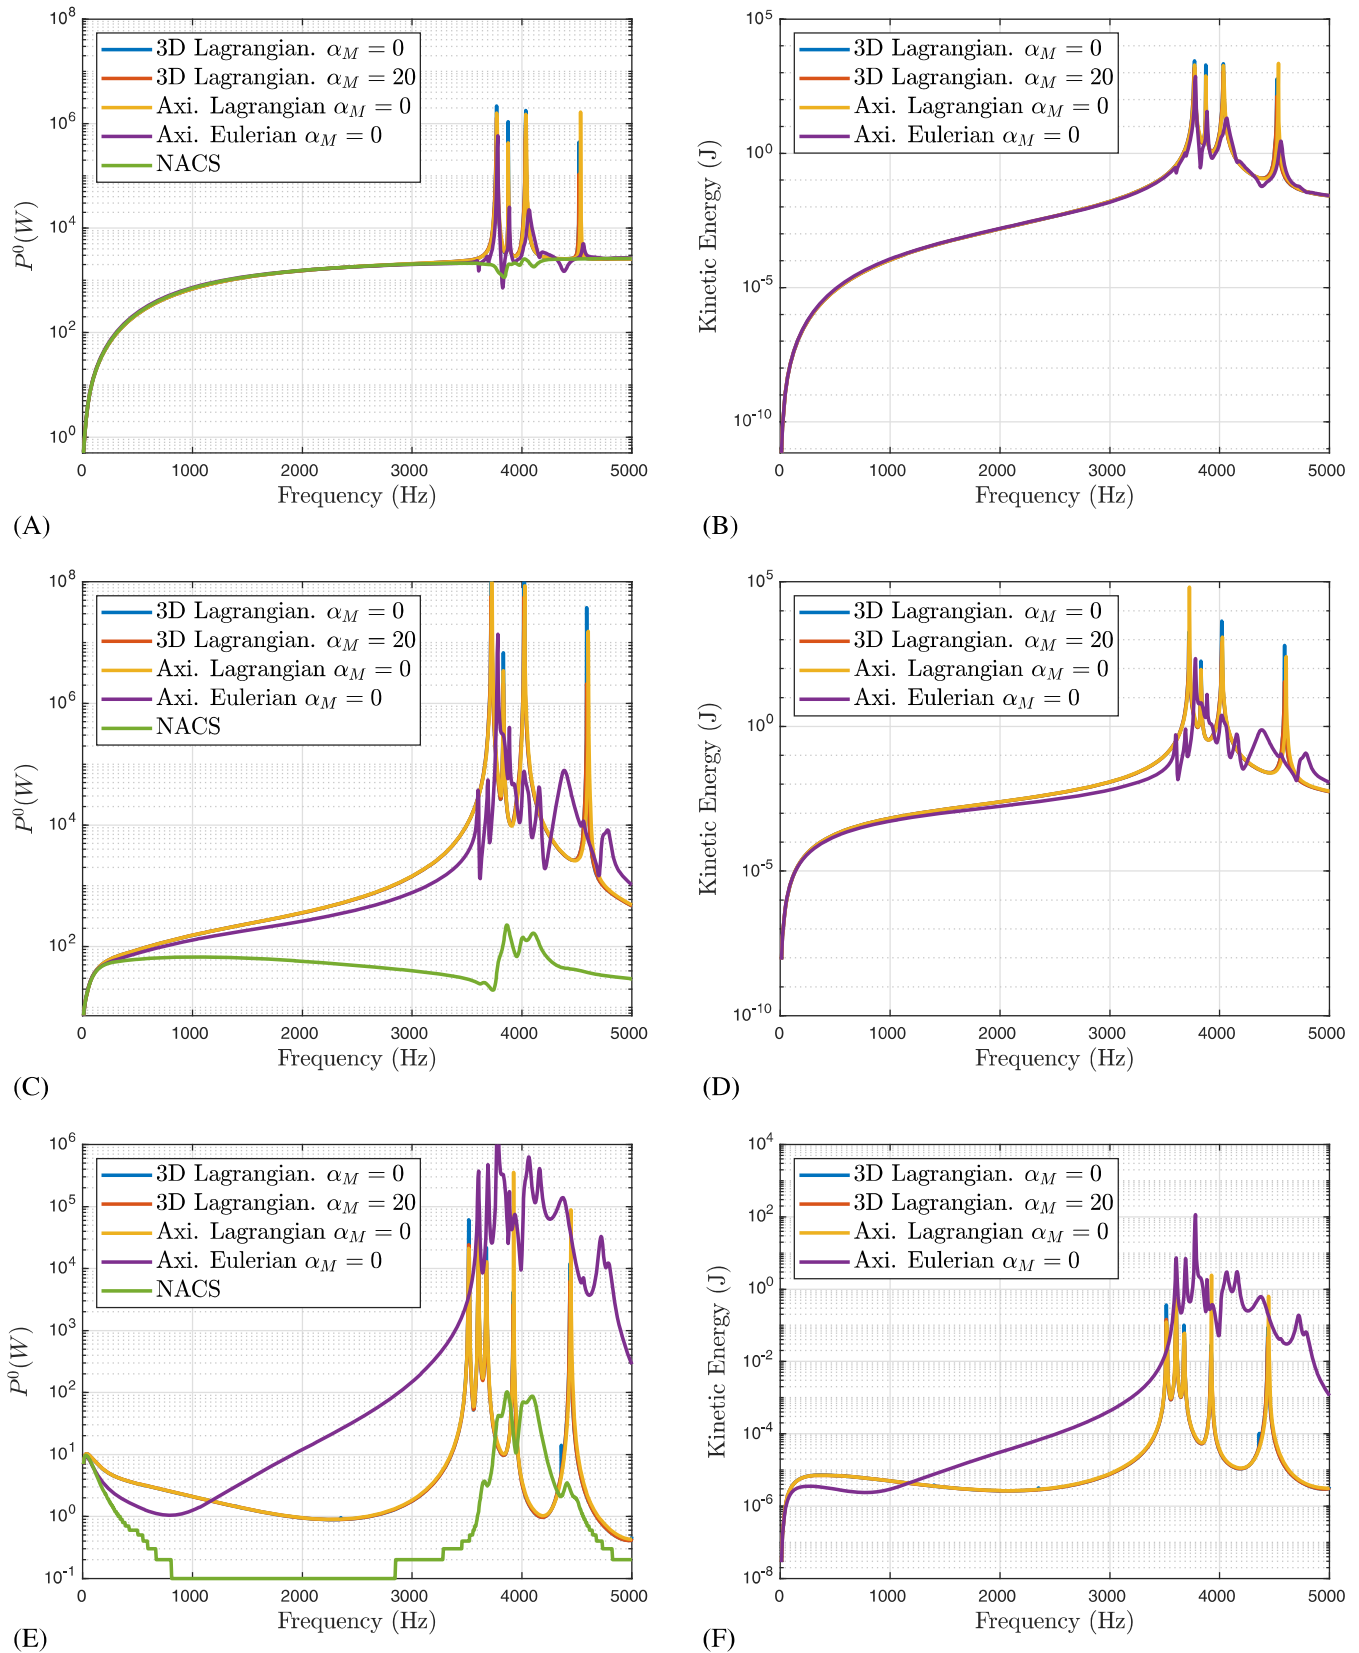 10^8
10^6
10^4
10^2
10^0
P^0(W)
3D Lagrangian. α_M = 0
3D Lagrangian. α_M = 20
Axi. Lagrangian α_M = 0
Axi. Eulerian α_M = 0
NACS
0 1000 2000 3000 4000 5000
Frequency (Hz)
(A)
10^5
10^0
10^-5
10^-10
Kinetic Energy (J)
3D Lagrangian. α_M = 0
3D Lagrangian. α_M = 20
Axi. Lagrangian α_M = 0
Axi. Eulerian α_M = 0
0 1000 2000 3000 4000 5000
Frequency (Hz)
(B)
10^8
10^6
10^4
10^2
P^0(W)
3D Lagrangian. α_M = 0
3D Lagrangian. α_M = 20
Axi. Lagrangian α_M = 0
Axi. Eulerian α_M = 0
NACS
0 1000 2000 3000 4000 5000
Frequency (Hz)
(C)
10^5
10^0
10^-5
10^-10
Kinetic Energy (J)
3D Lagrangian. α_M = 0
3D Lagrangian. α_M = 20
Axi. Lagrangian α_M = 0
Axi. Eulerian α_M = 0
0 1000 2000 3000 4000 5000
Frequency (Hz)
(D)
10^6
10^5
10^4
10^3
10^2
10^1
10^0
10^-1
P^0(W)
3D Lagrangian. α_M = 0
3D Lagrangian. α_M = 20
Axi. Lagrangian α_M = 0
Axi. Eulerian α_M = 0
NACS
0 1000 2000 3000 4000 5000
Frequency (Hz)
(E)
10^4
10^2
10^0
10^-2
10^-4
10^-6
10^-8
Kinetic Energy (J)
3D Lagrangian. α_M = 0
3D Lagrangian. α_M = 20
Axi. Lagrangian α_M = 0
Axi. Eulerian α_M = 0
0 1000 2000 3000 4000 5000
Frequency (Hz)
(F)